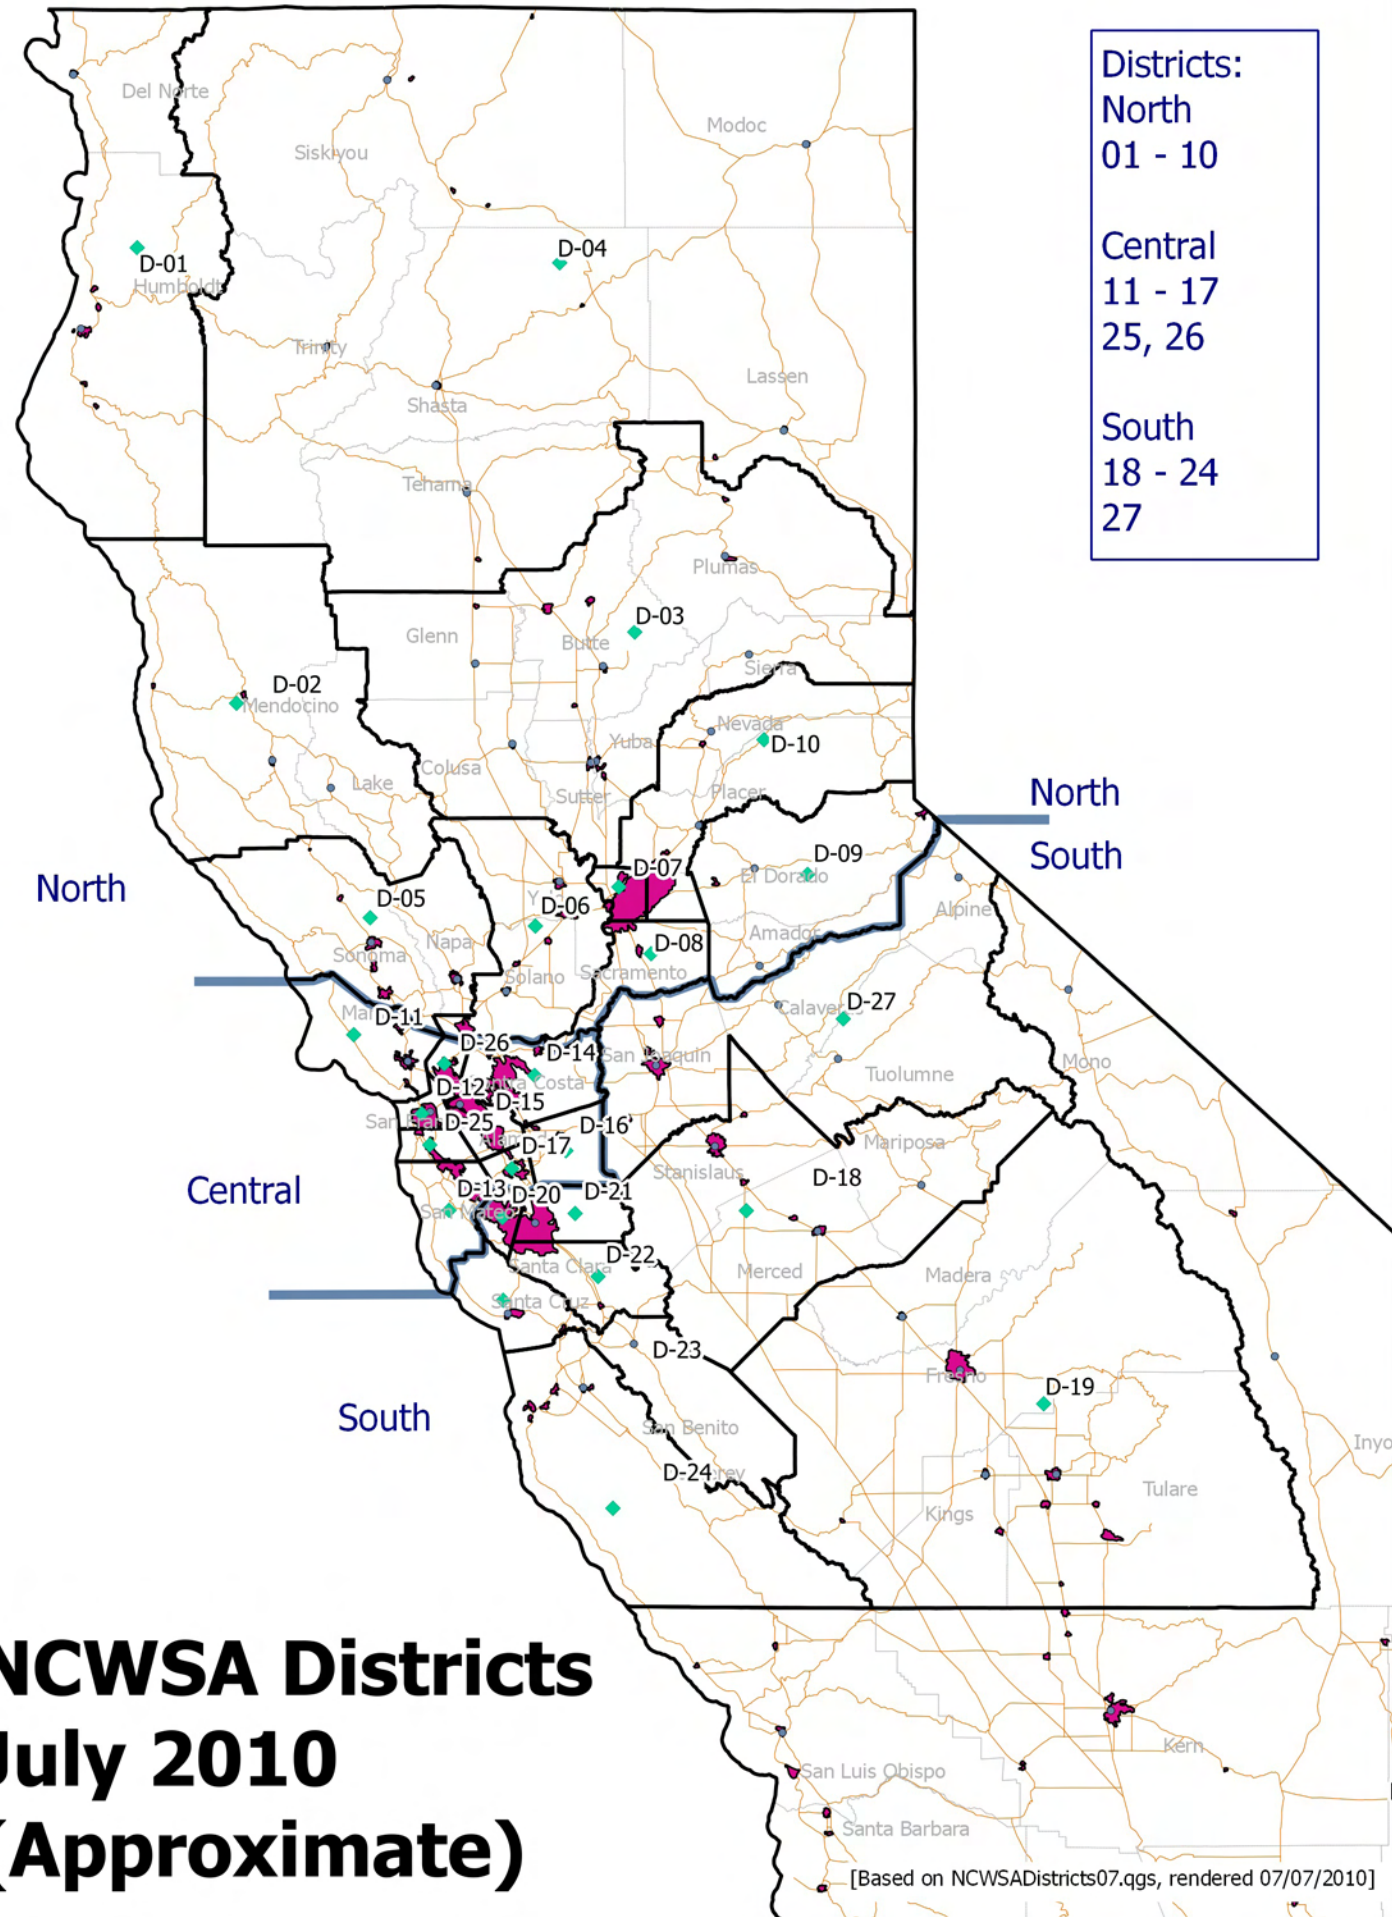 Districts:
North
01 - 10
Central
11 - 17
25, 26
South
18 - 24
27
Del Norte
Modoc
Siskiyou
D-04
D-01
Humboldt
Trinity
Lassen
Shasta
Tehama
Plumas
D-03
Glenn
Butte
Sierra
D-02
Mendocino
Nevada
D-10
Yuba
Colusa
Lake
Placer
Sutter
North
South
D-09
D-07
El Dorado
North
D-05
D-06
Alpine
Amador
Napa
D-08
Sonoma
Solano
Sacramento
Calaveras
D-27
D-11
D-26
D-14
San Joaquin
Mono
Tuolumne
D-12
Contra Costa
D-15
D-25
D-16
Mariposa
D-17
Stanislaus
D-18
Central
D-13
D-20
D-21
San Mateo
D-22
Santa Clara
Merced
Madera
Santa Cruz
D-23
Fresno
D-19
South
San Benito
Inyo
D-24
Tulare
Kings
NCWSA Districts
July 2010
(Approximate)
Kern
San Luis Obispo
Santa Barbara
[Based on NCWSADistricts07.qgs, rendered 07/07/2010]